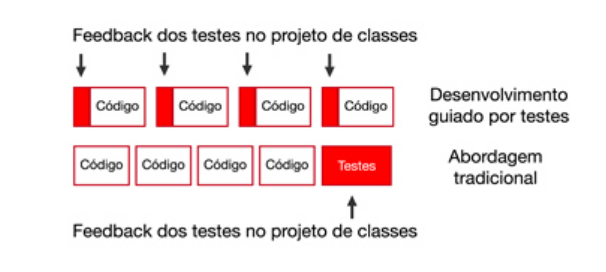 Feedback dos testes no projeto de classes
Código Código Código Código
Desenvolvimento
guiado por testes
Código Código Código Código Testes
Abordagem
tradicional
Feedback dos testes no projeto de classes